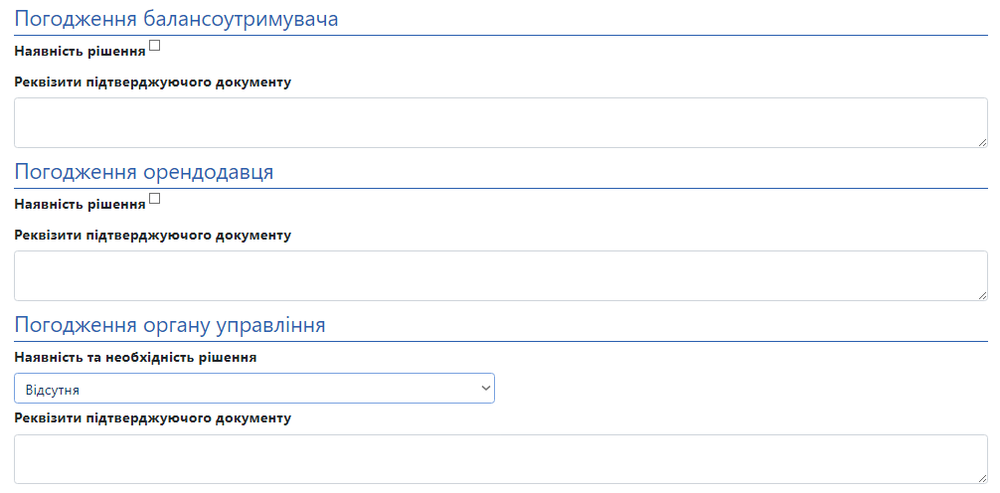 Погодження балансоутримувача
Наявність рішення
Реквізити підтверджуючого документу
Погодження орендодавця
Наявність рішення
Реквізити підтверджуючого документу
Погодження органу управління
Наявність та необхідність рішення
Відсутня
Реквізити підтверджуючого документу